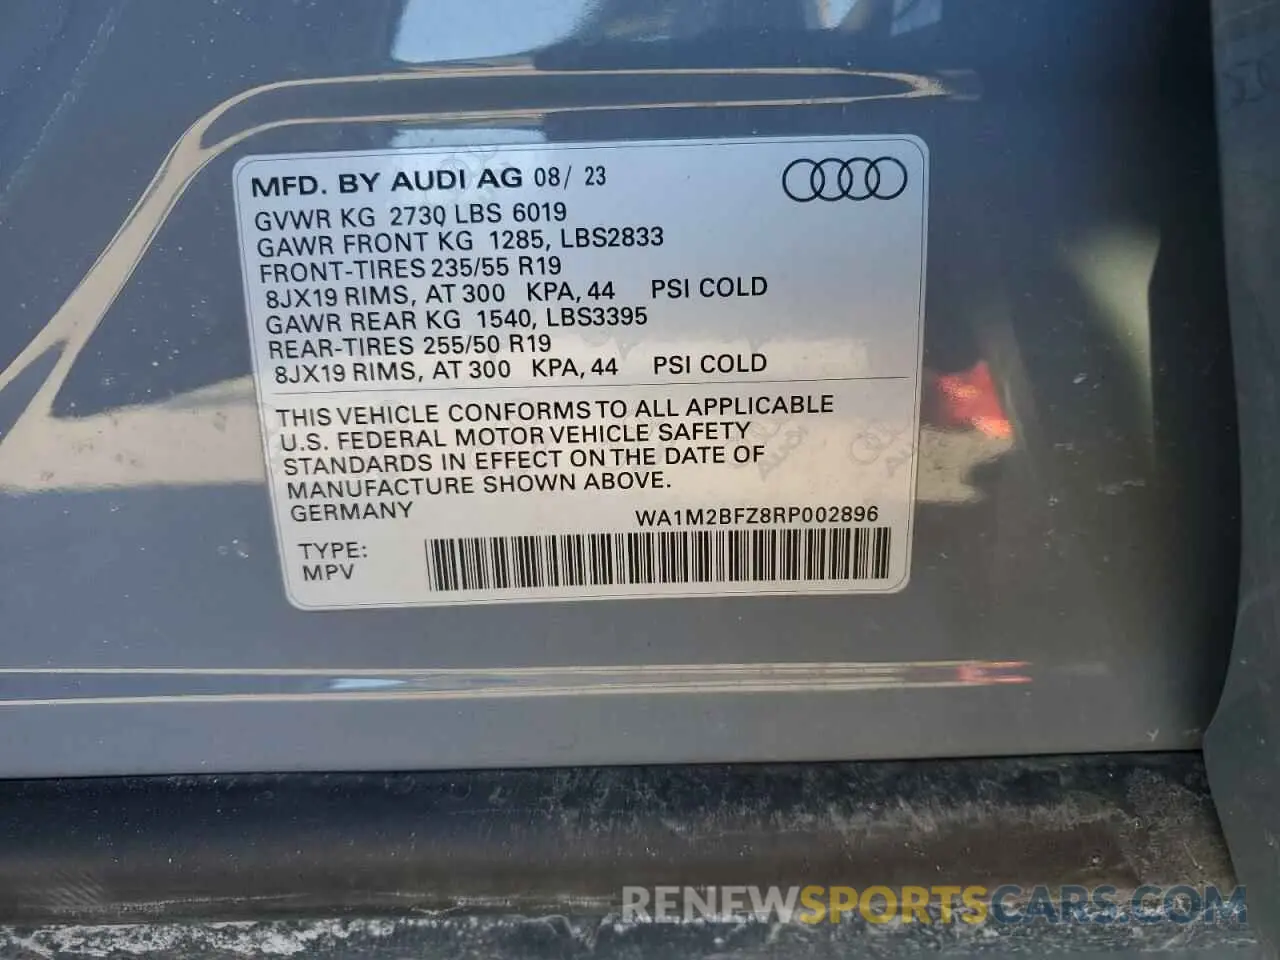 MFD. BY AUDI AG 08/ 23
GVWR KG 2730 LBS 6019
GAWR FRONT KG 1285, LBS2833
FRONT-TIRES 235/55 R19
8JX19 RIMS, AT 300 KPA, 44 PSI COLD
GAWR REAR KG 1540, LBS3395
REAR-TIRES 255/50 R19
8JX19 RIMS, AT 300 KPA, 44 PSI COLD
THIS VEHICLE CONFORMS TO ALL APPLICABLE
U.S. FEDERAL MOTOR VEHICLE SAFETY
STANDARDS IN EFFECT ON THE DATE OF
MANUFACTURE SHOWN ABOVE.
GERMANY
WA1M2BFZ8RP002896
TYPE:
MPV
RENEWSPORTSCARS.COM